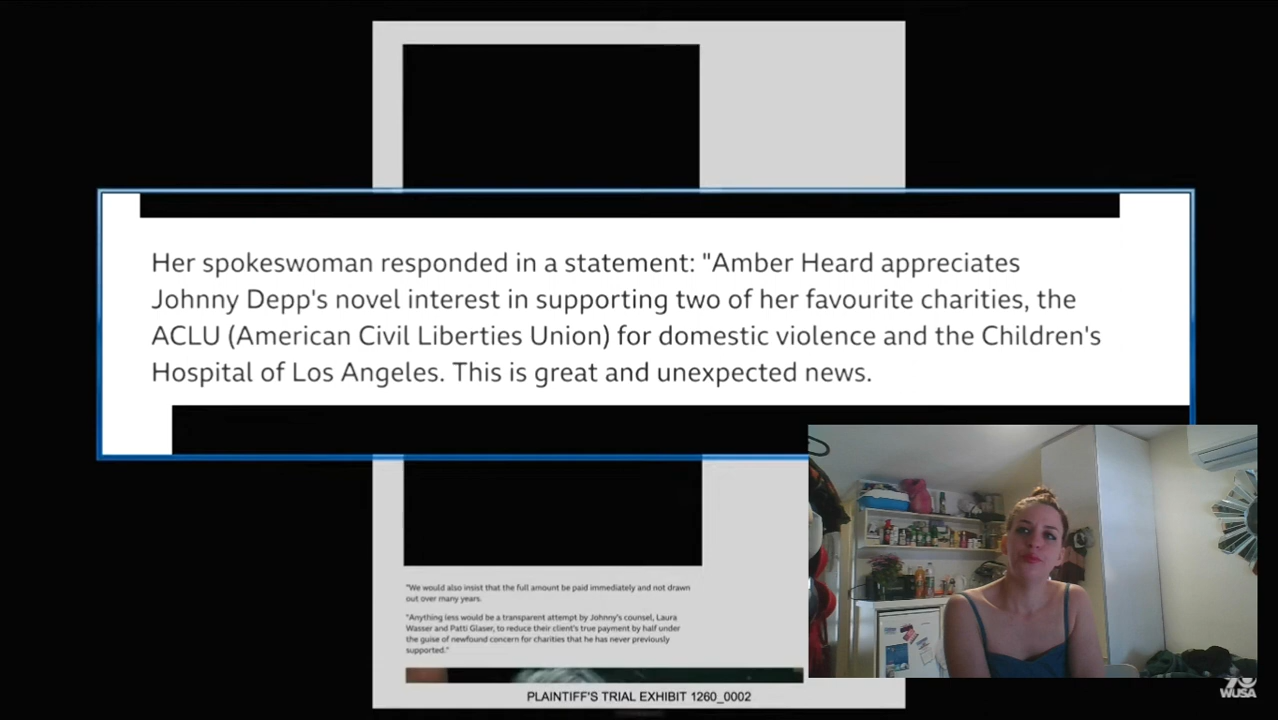 Her spokeswoman responded in a statement: "Amber Heard appreciates
Johnny Depp's novel interest in supporting two of her favourite charities, the
ACLU (American Civil Liberties Union) for domestic violence and the Children's
Hospital of Los Angeles. This is great and unexpected news.
"We would also insist that the full amount be paid immediately and not drawn
out over many years.
"Anything less would be a transparent attempt by Johnny's counsel, Laura
Wasser and Patti Glaser, to reduce their client's true payment by half under
the guise of newfound concern for charities that he has never previously
supported."
PLAINTIFF'S TRIAL EXHIBIT 1260_0002
WUSA